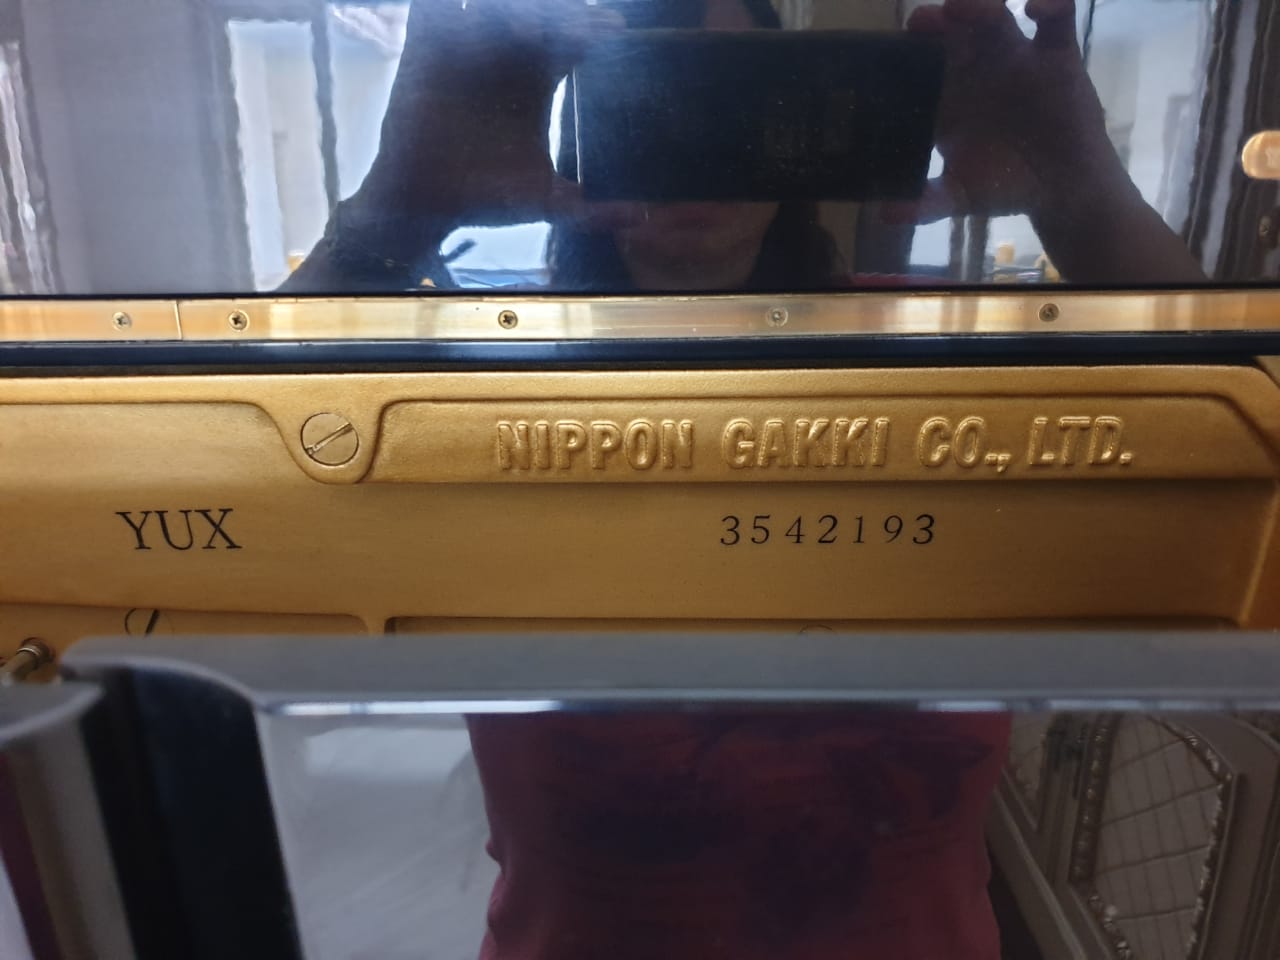 NIPPON GAKKI CO., LTD.
YUX 3542193